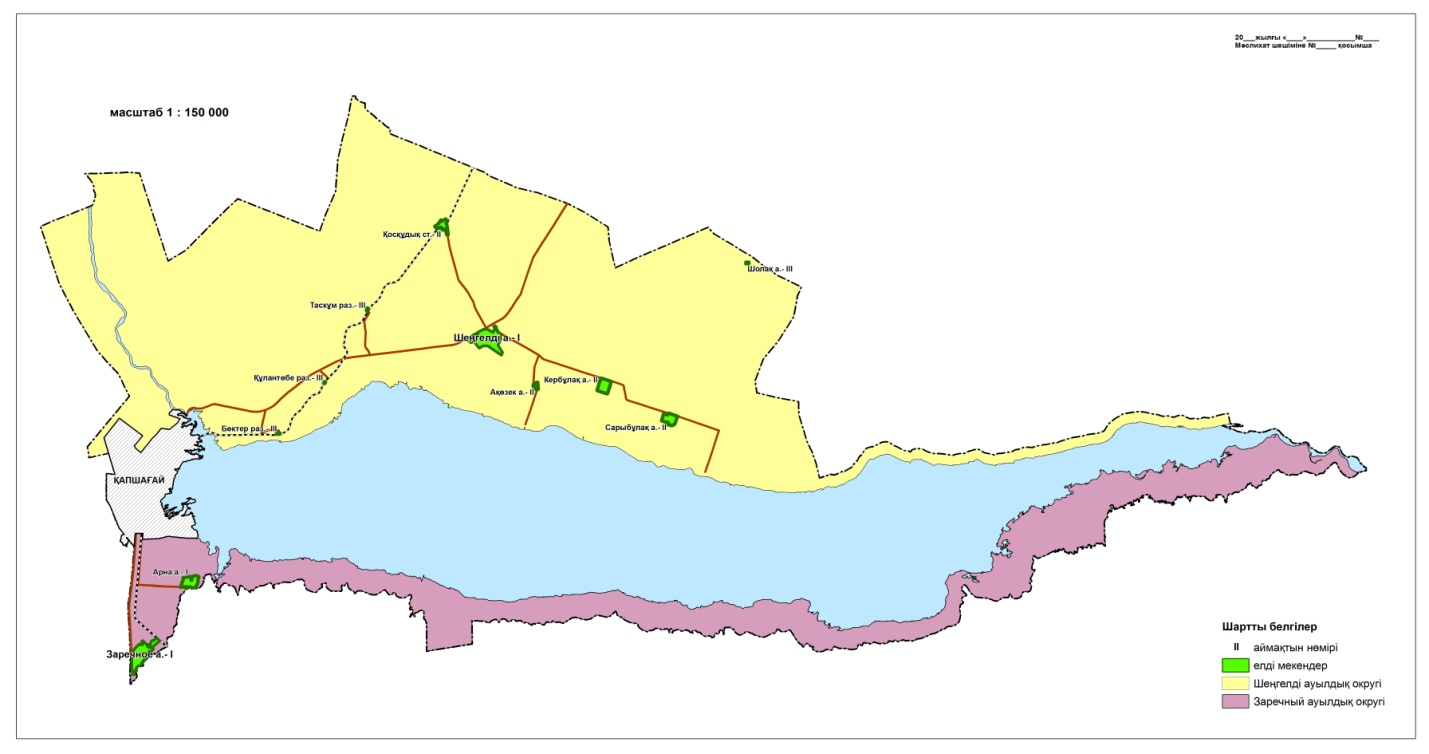 20___жылғы «____»____________№____
Мәслихат шешіміне №_____ қосымша
масштаб 1 : 150 000
Қосқұдық ст.- II
Шолақ а.- III
Тасқұм раз.- III
Шеңгелді а.- I
Құлантөбе раз.- III
Кербұлақ а.- II
Ақөзек а.- II
Бөктер раз.- III
Сарыбұлақ а.- II
ҚАПШАҒАЙ
Арна а.- I
Заречное а.- I
Шартты белгілер
II аймақтын нөмірі
елді мекендер
Шеңгелді ауылдық округі
Заречный ауылдық округі